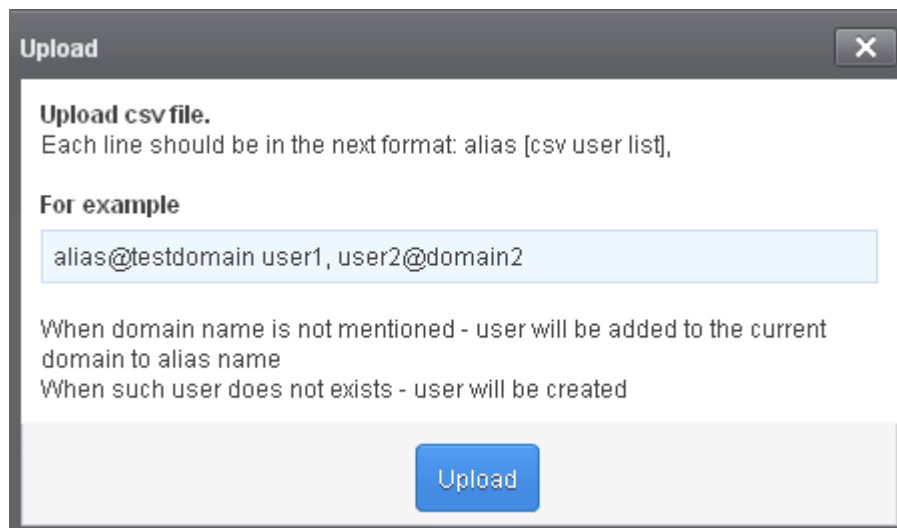 Upload
Upload csv file.
Each line should be in the next format: alias [csv user list],
For example
alias@testdomain user1, user2@domain2
When domain name is not mentioned - user will be added to the current
domain to alias name
When such user does not exists - user will be created
Upload